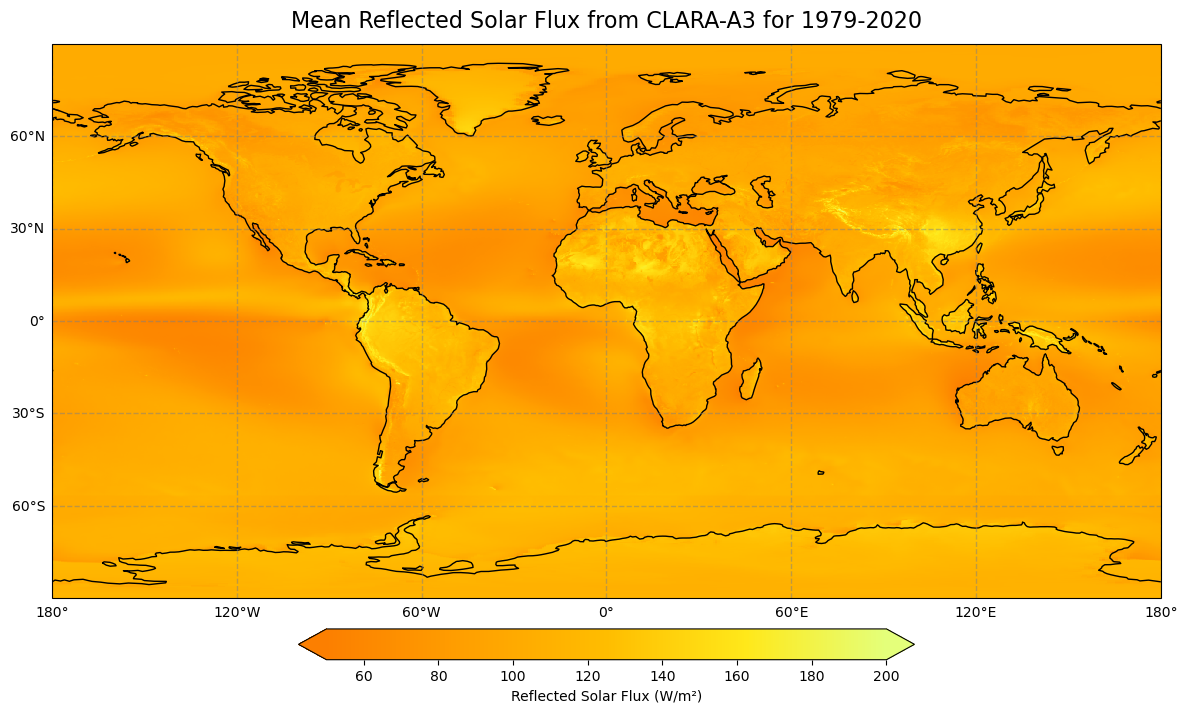 Mean Reflected Solar Flux from CLARA-A3 for 1979-2020
60°N
30°N
0°
30°S
60°S
180° 120°W 60°W 0° 60°E 120°E 180°
60 80 100 120 140 160 180 200
Reflected Solar Flux (W/m²)